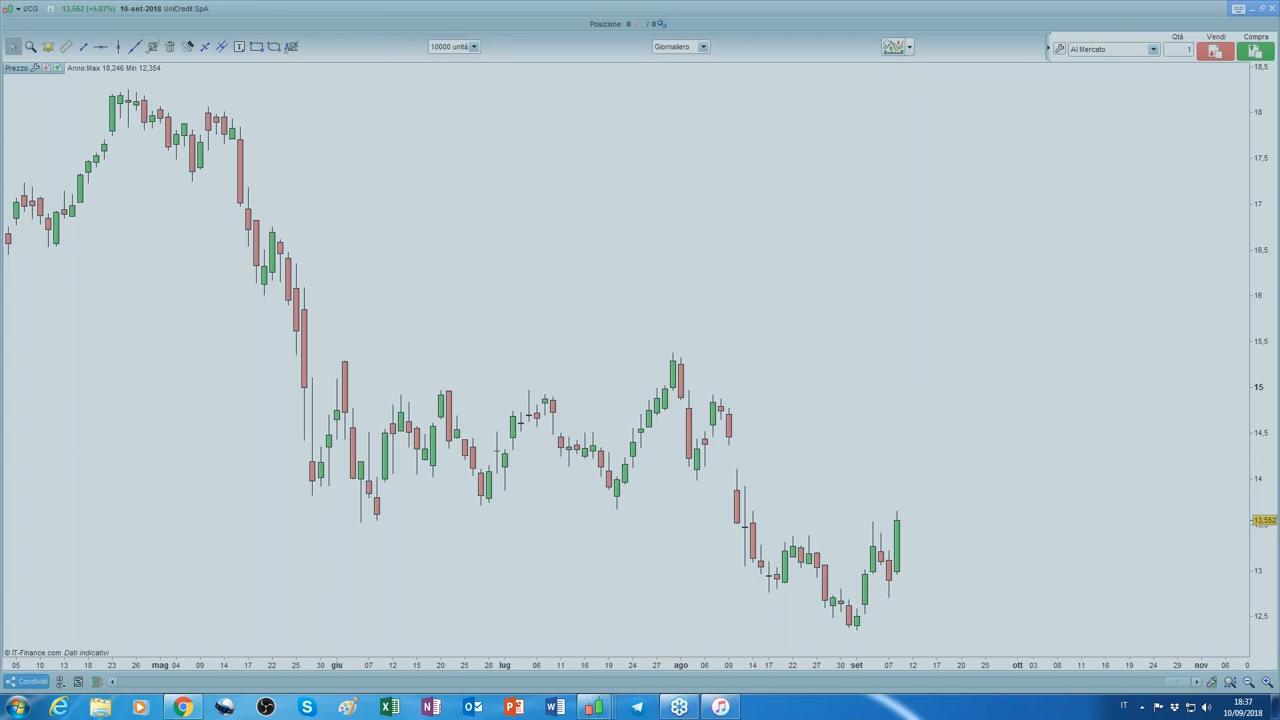 UCG 13,552 (+5,07%) 10-set-2018 UniCredit SpA
Posizione: 0 / 0
10000 unità Giornaliero
Qtà Vendi Compra
Al Mercato 1
Prezzo Anno:Max 18,246 Min 12,354
18,5
18
17,5
17
16,5
16
15,5
15
14,5
14
13,552
13
12,5
© IT-Finance.com Dati indicativi
05 10 13 18 23 26 mag 04 09 14 17 22 25 30 giu 07 12 15 20 25 28 lug 06 11 16 19 24 27 ago 06 09 14 17 22 27 30 set 07 12 17 20 25 ott 03 08 11 16 19 24 29 nov 06 0
Condividi
IT 18:37
10/09/2018